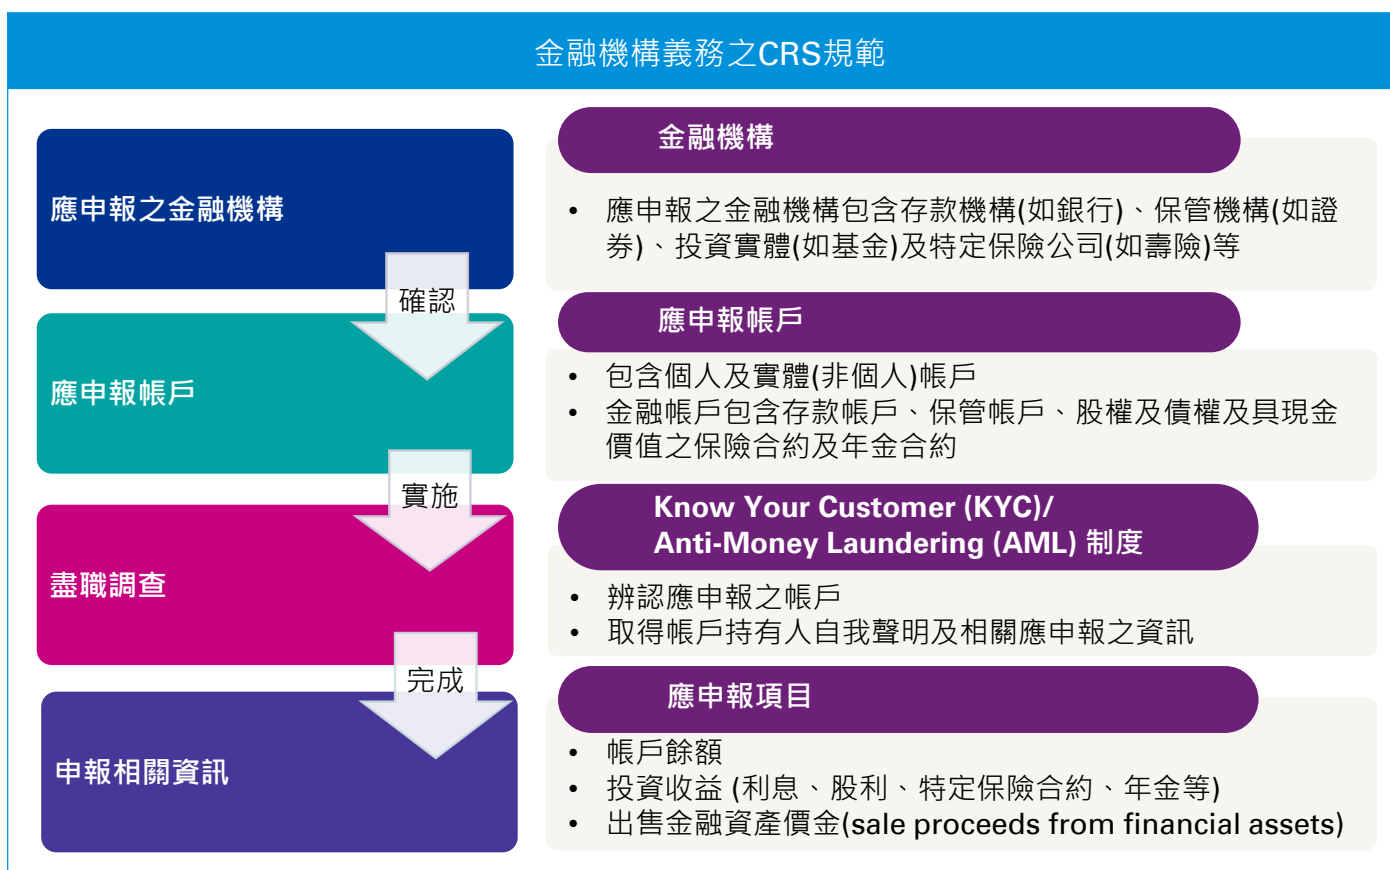 金融機構義務之CRS規範
應申報之金融機構
金融機構
• 應申報之金融機構包含存款機構(如銀行)、保管機構(如證
券)、投資實體(如基金)及特定保險公司(如壽險)等
確認
應申報帳戶
應申報帳戶
• 包含個人及實體(非個人)帳戶
• 金融帳戶包含存款帳戶、保管帳戶、股權及債權及具現金
價值之保險合約及年金合約
實施
盡職調查
Know Your Customer (KYC)/
Anti-Money Laundering (AML) 制度
• 辨認應申報之帳戶
• 取得帳戶持有人自我聲明及相關應申報之資訊
完成
申報相關資訊
應申報項目
• 帳戶餘額
• 投資收益 (利息、股利、特定保險合約、年金等)
• 出售金融資產價金(sale proceeds from financial assets)